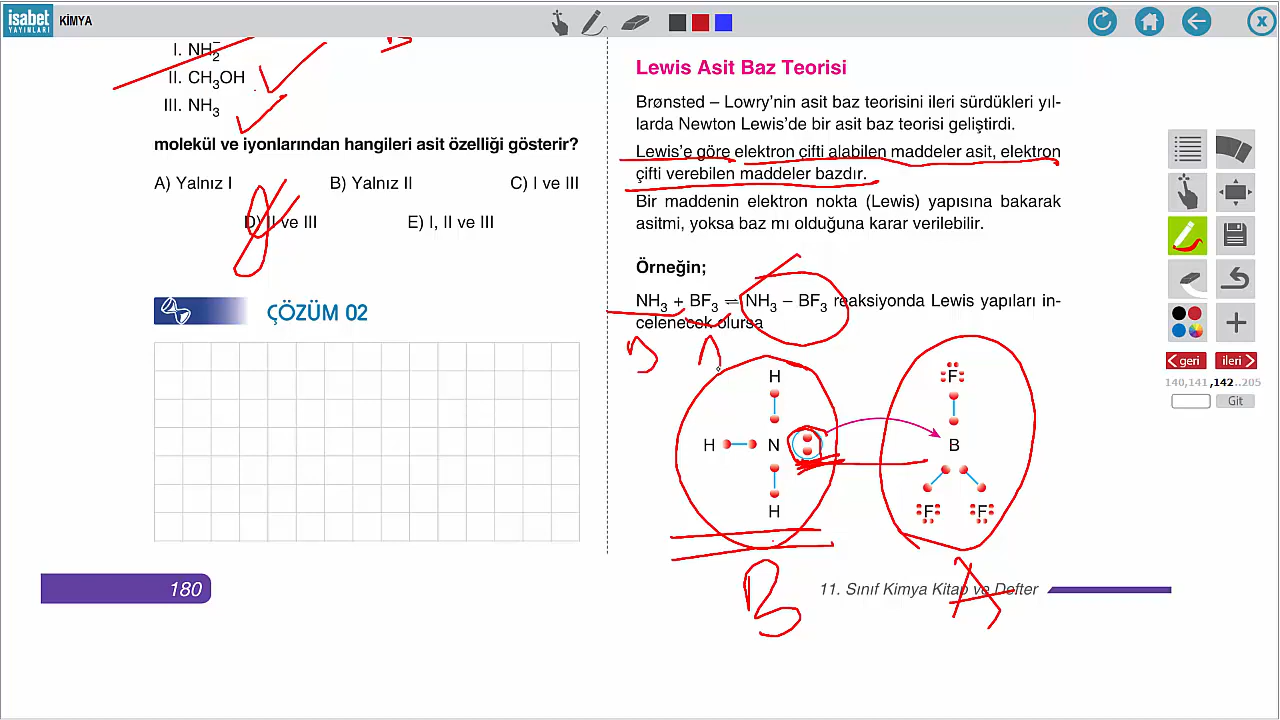 isabet
YAYINLARI
KİMYA
I. NH₂⁻
II. CH₃OH
III. NH₃
molekül ve iyonlarından hangileri asit özelliği gösterir?
A) Yalnız I B) Yalnız II C) I ve III
D) II ve III E) I, II ve III
ÇÖZÜM 02
180
Lewis Asit Baz Teorisi
Brønsted – Lowry'nin asit baz teorisini ileri sürdükleri yıl-
larda Newton Lewis'de bir asit baz teorisi geliştirdi.
Lewis'e göre elektron çifti alabilen maddeler asit, elektron
çifti verebilen maddeler bazdır.
Bir maddenin elektron nokta (Lewis) yapısına bakarak
asitmi, yoksa baz mı olduğuna karar verilebilir.
Örneğin;
NH₃ + BF₃ ⇌ NH₃ – BF₃ reaksiyonda Lewis yapıları in-
celenecek olursa
H F
H N B
H F F
B A
11. Sınıf Kimya Kitap ve Defter
geri ileri
140,141,142..205
Git